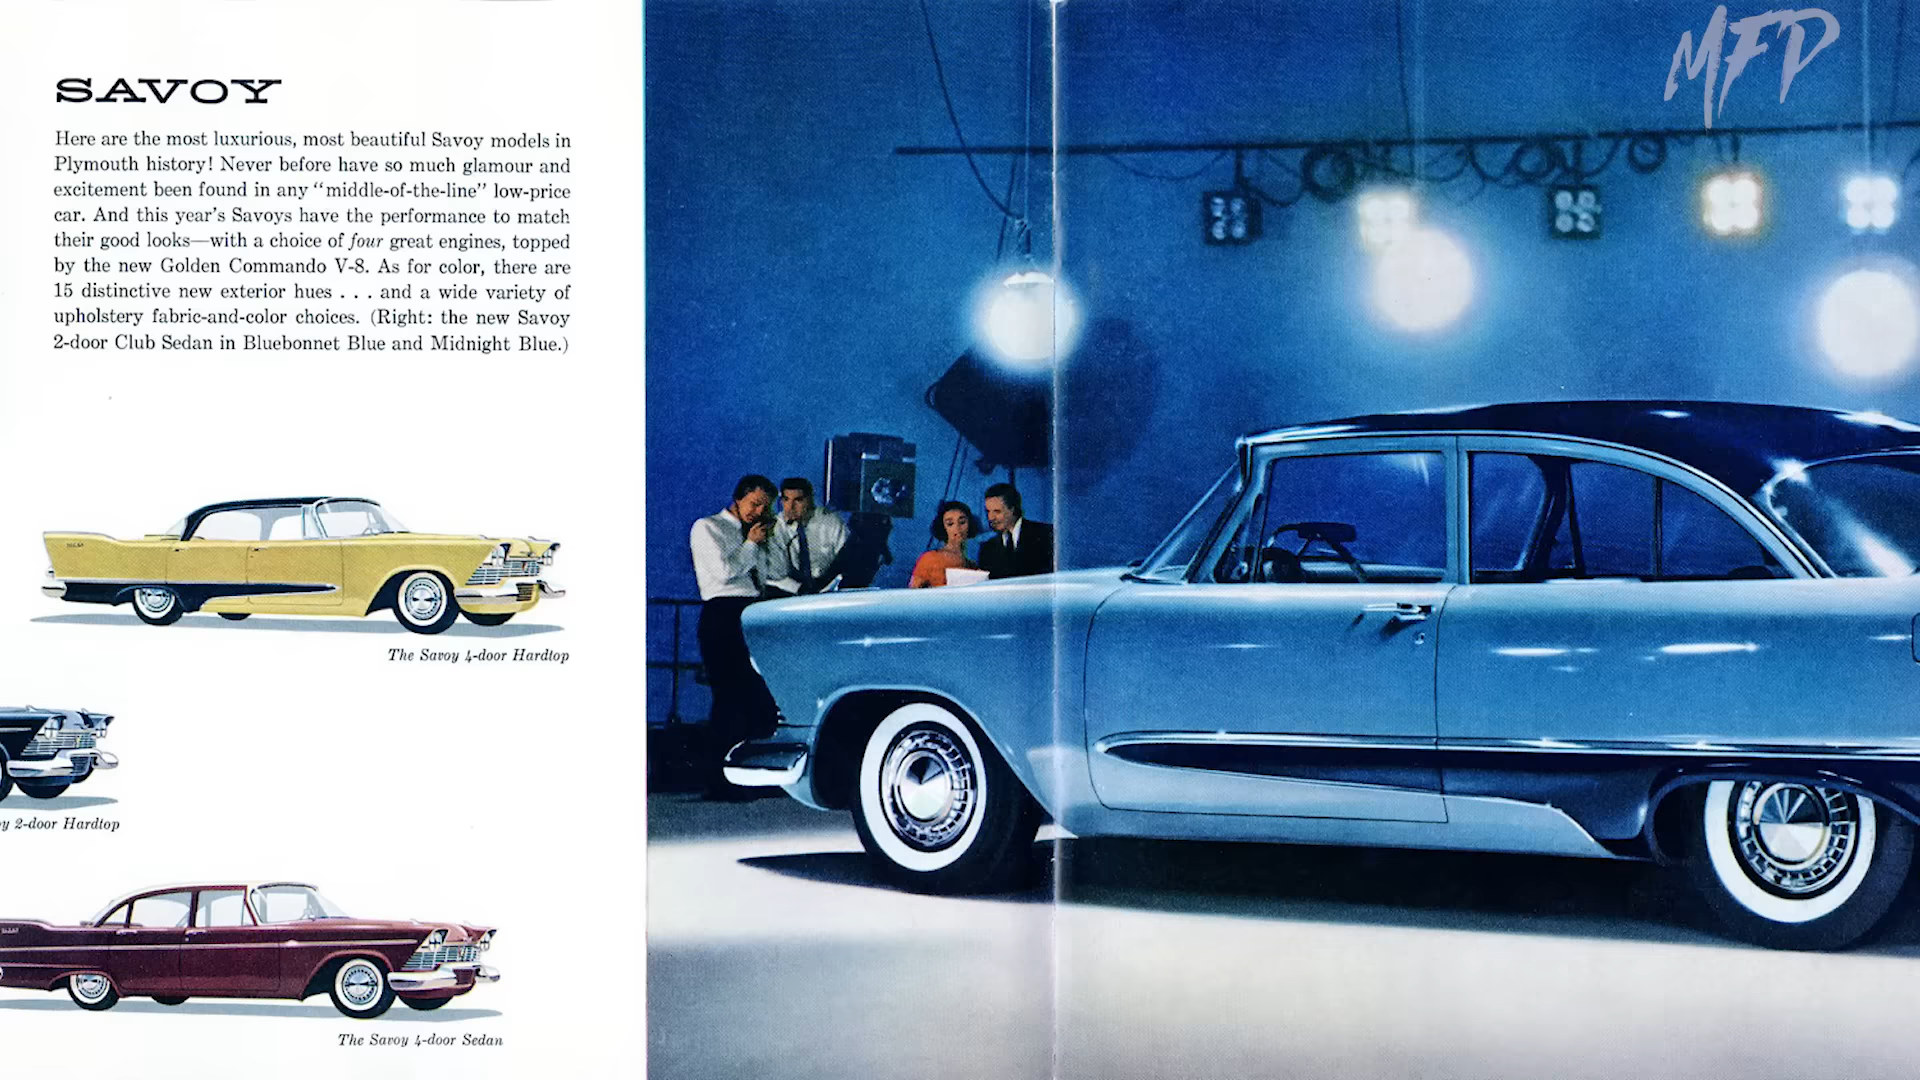 MFD
SAVOY
Here are the most luxurious, most beautiful Savoy models in
Plymouth history! Never before have so much glamour and
excitement been found in any “middle-of-the-line” low-price
car. And this year’s Savoys have the performance to match
their good looks—with a choice of four great engines, topped
by the new Golden Commando V-8. As for color, there are
15 distinctive new exterior hues . . . and a wide variety of
upholstery fabric-and-color choices. (Right: the new Savoy
2-door Club Sedan in Bluebonnet Blue and Midnight Blue.)
The Savoy 4-door Hardtop
y 2-door Hardtop
The Savoy 4-door Sedan